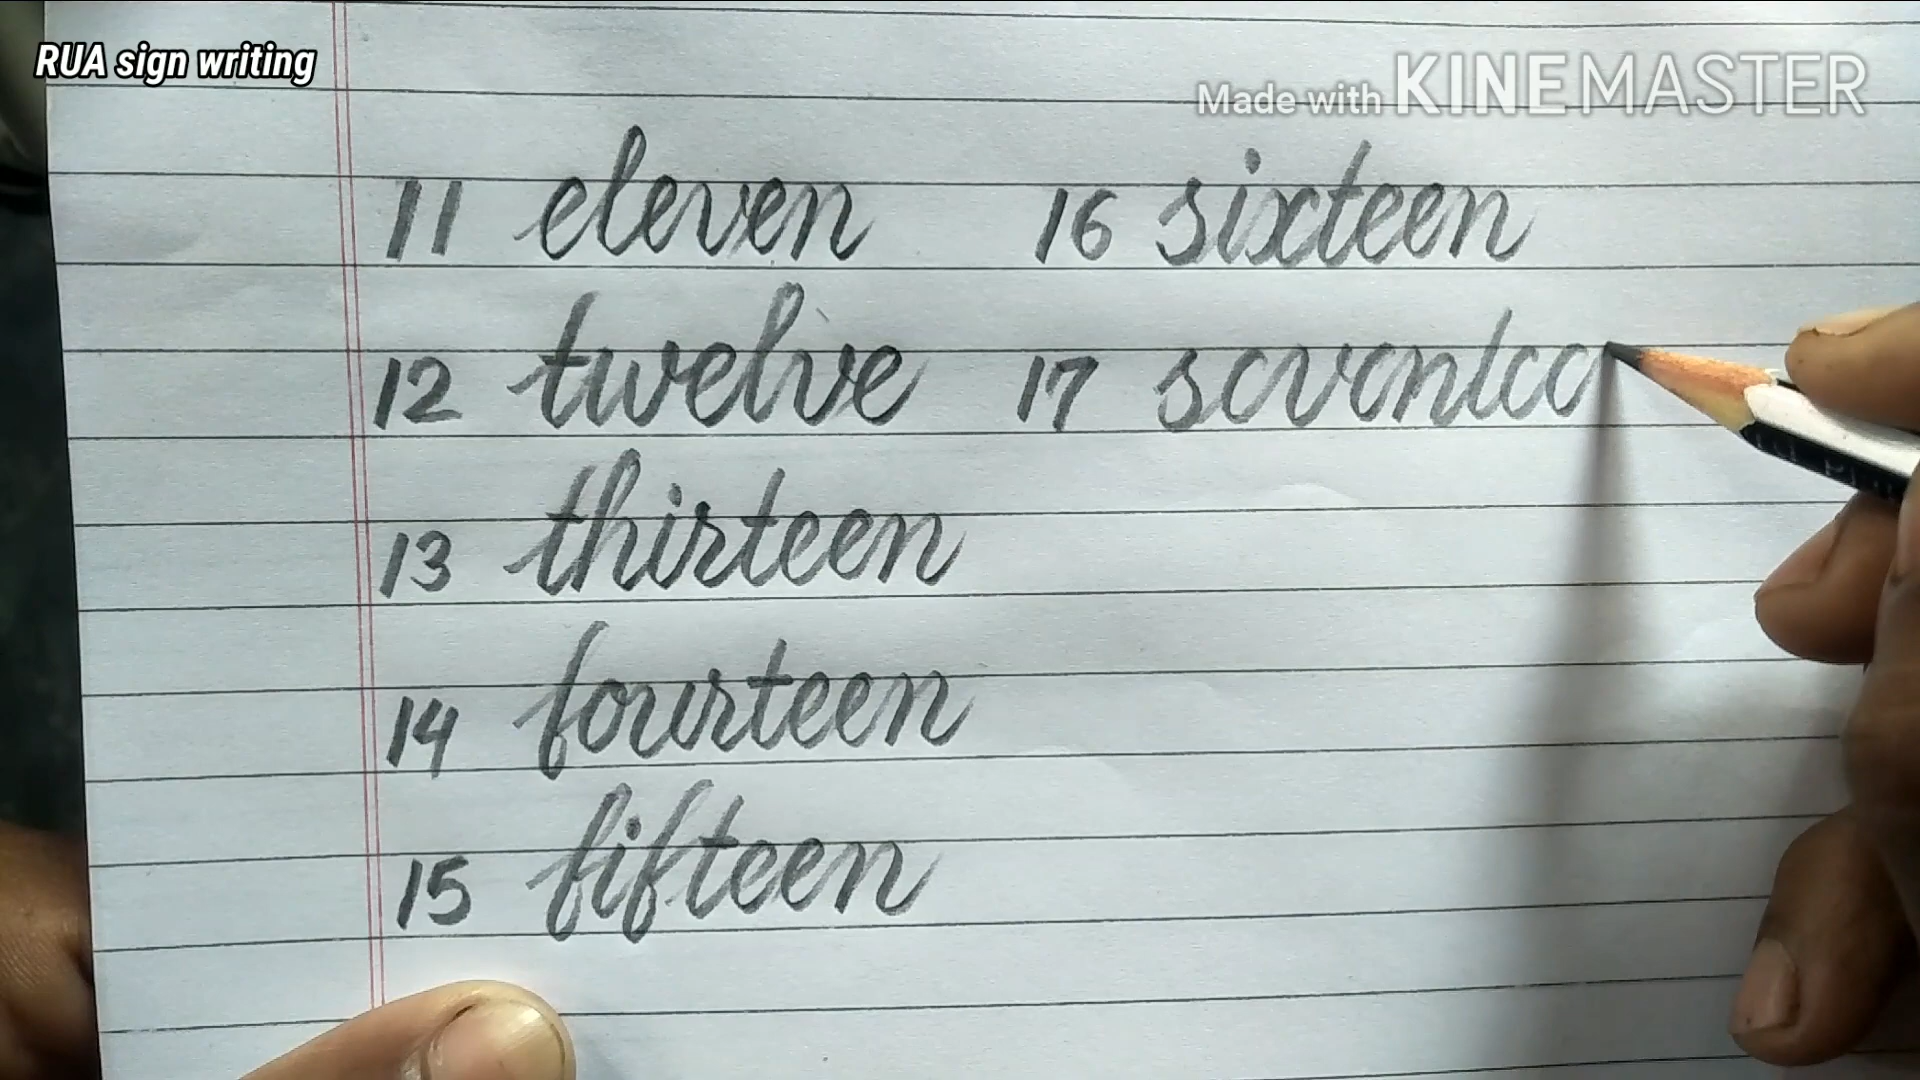 RUA sign writing
Made with KINEMASTER
11 eleven
12 twelve
13 thirteen
14 fourteen
15 fifteen
16 sixteen
17